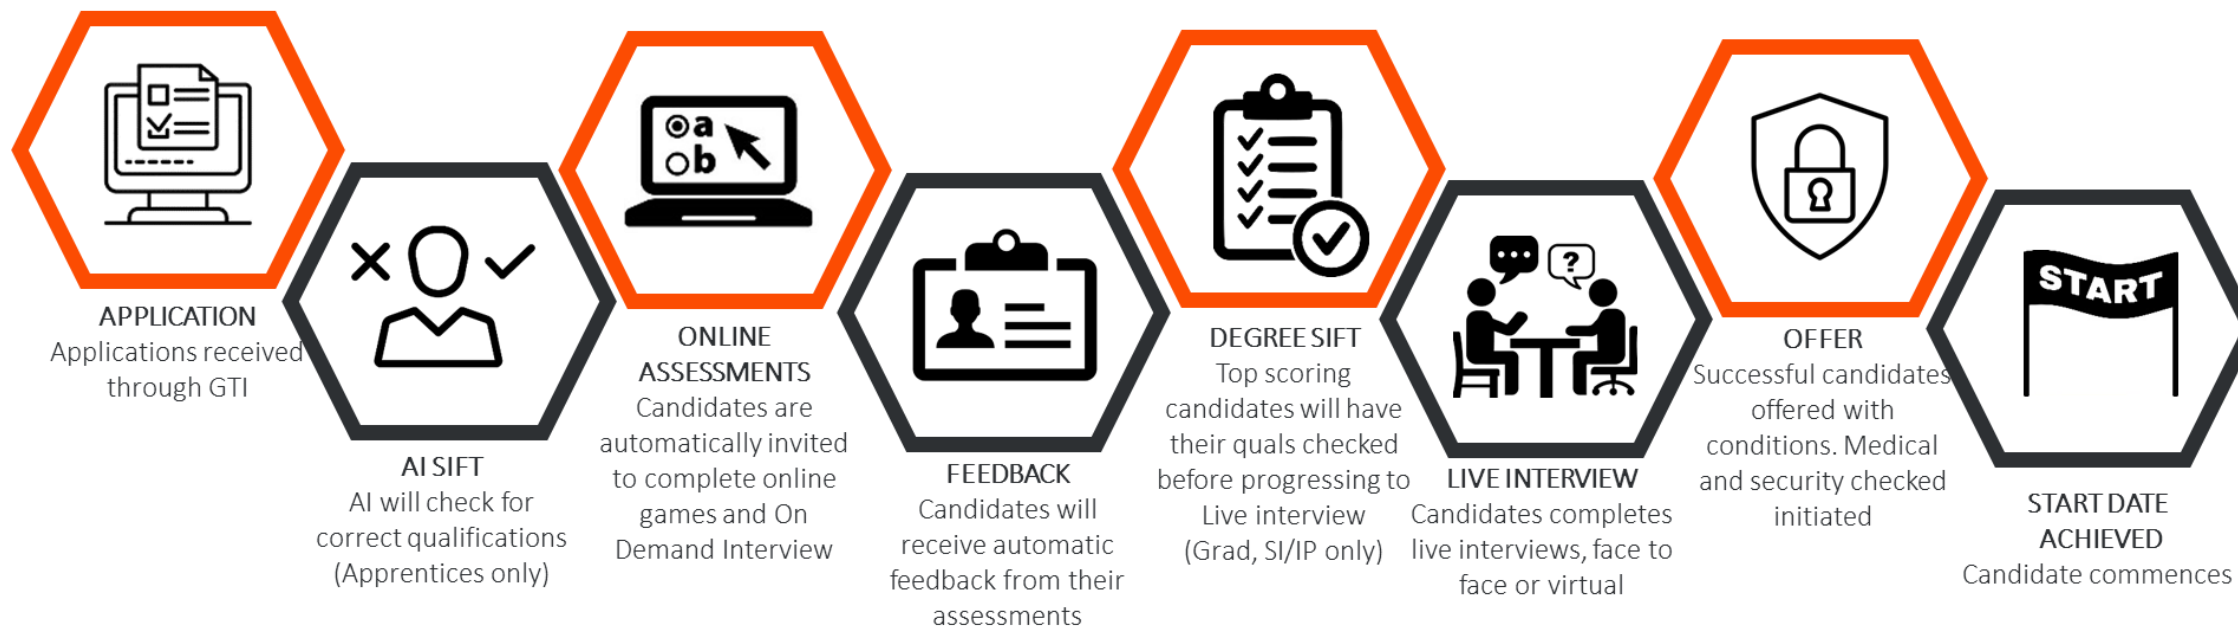 APPLICATION
Applications received
through GTI
AI SIFT
AI will check for
correct qualifications
(Apprentices only)
a
b
ONLINE
ASSESSMENTS
Candidates are
automatically invited
to complete online
games and On
Demand Interview
FEEDBACK
Candidates will
receive automatic
feedback from their
assessments
DEGREE SIFT
Top scoring
candidates will have
their quals checked
before progressing to
Live interview
(Grad, SI/IP only)
?
LIVE INTERVIEW
Candidates completes
live interviews, face to
face or virtual
OFFER
Successful candidates
offered with
conditions. Medical
and security checked
initiated
START
START DATE
ACHIEVED
Candidate commences